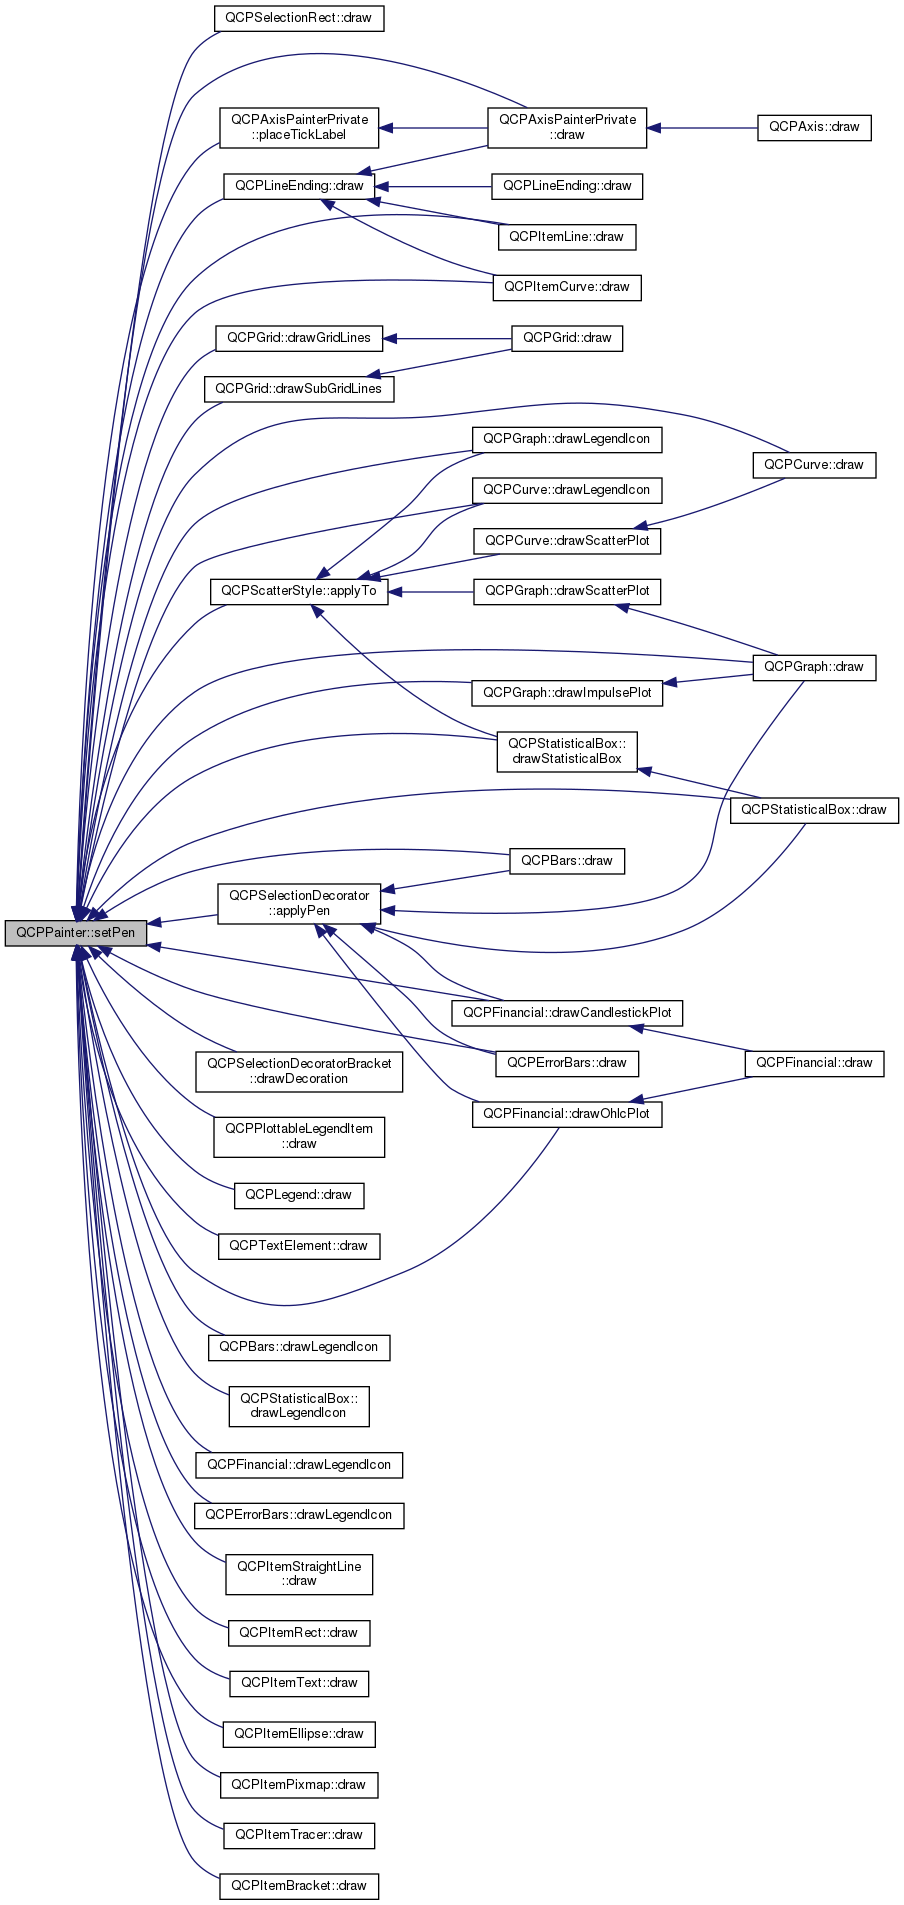 QCPSelectionRect::draw
QCPAxisPainterPrivate
::placeTickLabel
QCPAxisPainterPrivate
::draw
QCPAxis::draw
QCPLineEnding::draw
QCPLineEnding::draw
QCPItemLine::draw
QCPItemCurve::draw
QCPGrid::drawGridLines
QCPGrid::draw
QCPGrid::drawSubGridLines
QCPGraph::drawLegendIcon
QCPCurve::draw
QCPCurve::drawLegendIcon
QCPCurve::drawScatterPlot
QCPScatterStyle::applyTo
QCPGraph::drawScatterPlot
QCPGraph::draw
QCPGraph::drawImpulsePlot
QCPStatisticalBox::
drawStatisticalBox
QCPStatisticalBox::draw
QCPBars::draw
QCPSelectionDecorator
::applyPen
QCPPainter::setPen
QCPFinancial::drawCandlestickPlot
QCPSelectionDecoratorBracket
::drawDecoration
QCPErrorBars::draw
QCPFinancial::draw
QCPFinancial::drawOhlcPlot
QCPPlottableLegendItem
::draw
QCPLegend::draw
QCPTextElement::draw
QCPBars::drawLegendIcon
QCPStatisticalBox::
drawLegendIcon
QCPFinancial::drawLegendIcon
QCPErrorBars::drawLegendIcon
QCPItemStraightLine
::draw
QCPItemRect::draw
QCPItemText::draw
QCPItemEllipse::draw
QCPItemPixmap::draw
QCPItemTracer::draw
QCPItemBracket::draw